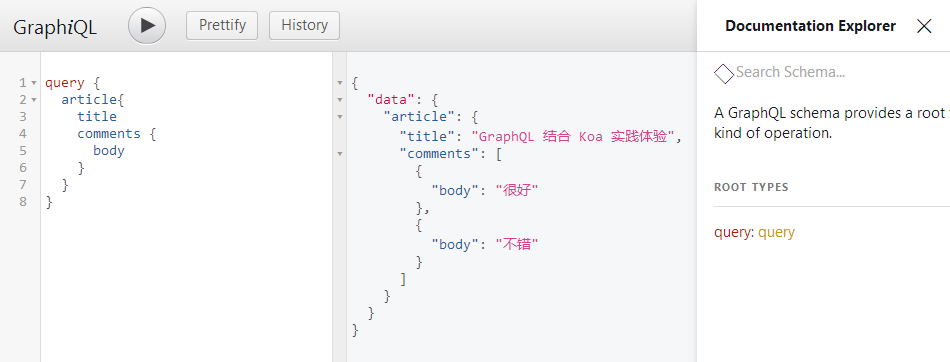 GraphiQL
Prettify
History
1 query {
2 article{
3 title
4 comments {
5 body
6 }
7 }
8 }
{
"data": {
"article": {
"title": "GraphQL 结合 Koa 实践体验",
"comments": [
{
"body": "很好"
},
{
"body": "不错"
}
]
}
}
}
Documentation Explorer
Search Schema...
A GraphQL schema provides a root
kind of operation.
ROOT TYPES
query: query